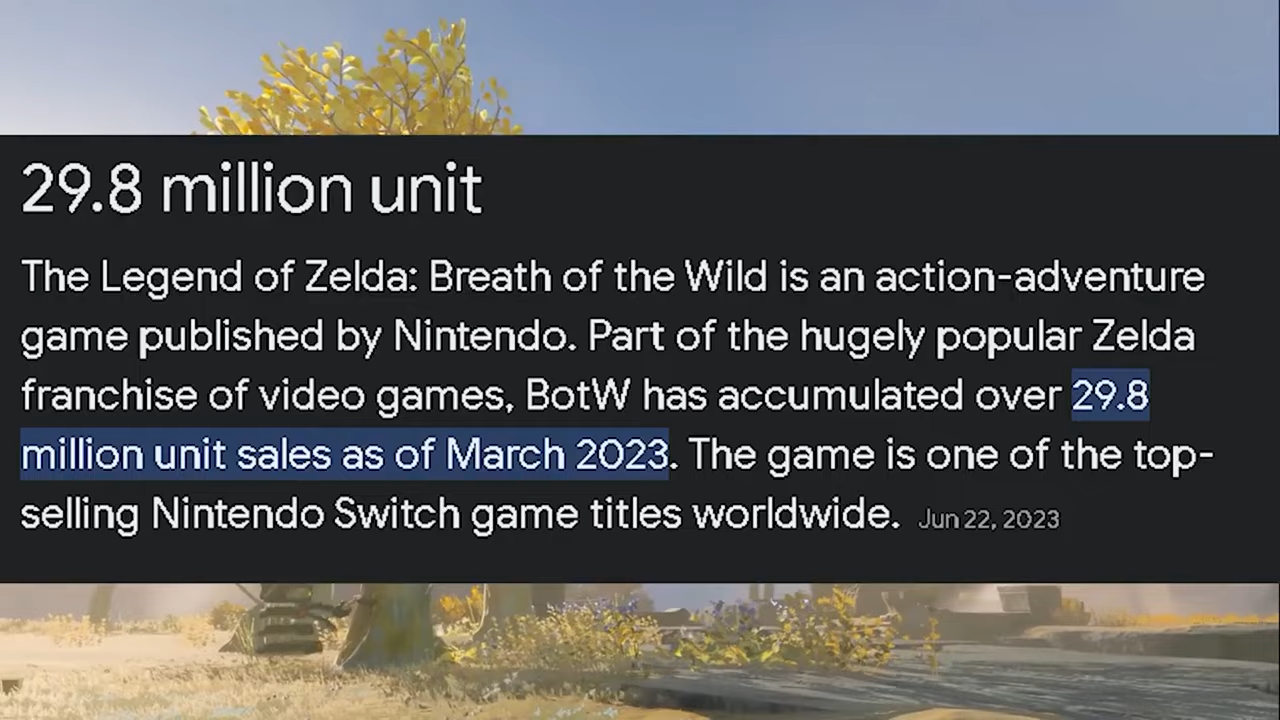 29.8 million unit
The Legend of Zelda: Breath of the Wild is an action-adventure
game published by Nintendo. Part of the hugely popular Zelda
franchise of video games, BotW has accumulated over 29.8
million unit sales as of March 2023. The game is one of the top-
selling Nintendo Switch game titles worldwide. Jun 22, 2023